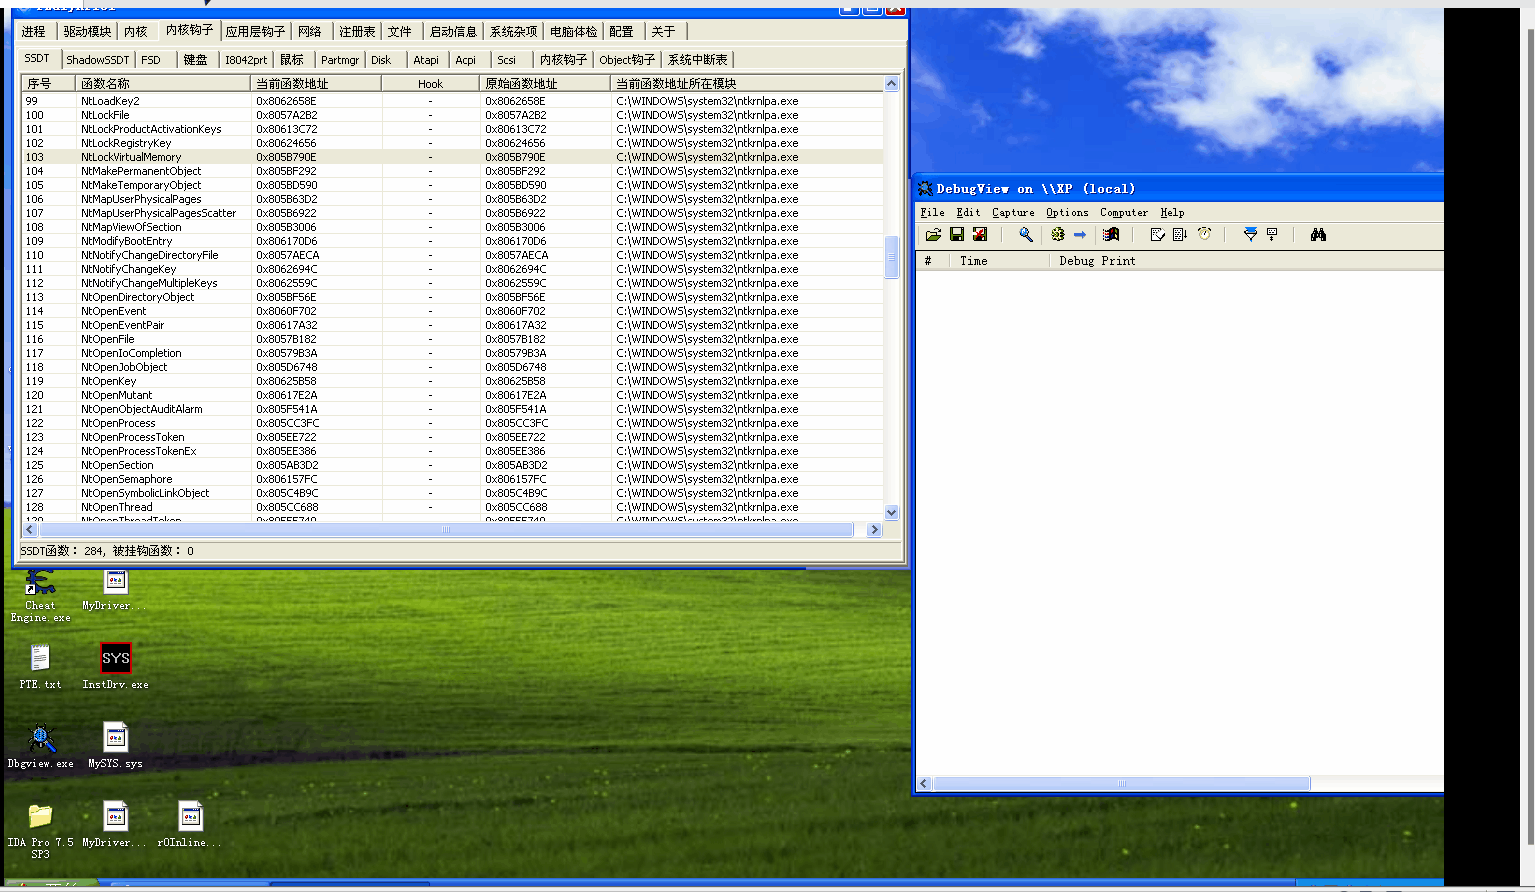 进程 驱动模块 内核 内核钩子 应用层钩子 网络 注册表 文件 启动信息 系统杂项 电脑体检 配置 关于
SSDT ShadowSSDT FSD 键盘 I8042prt 鼠标 Partmgr Disk Atapi Acpi Scsi 内核钩子 Object钩子 系统中断表
序号 函数名称 当前函数地址 Hook 原始函数地址 当前函数地址所在模块
99 NtLoadKey2 0x8062658E - 0x8062658E C:\WINDOWS\system32\ntkrnlpa.exe
100 NtLockFile 0x8057A2B2 - 0x8057A2B2 C:\WINDOWS\system32\ntkrnlpa.exe
101 NtLockProductActivationKeys 0x80613C72 - 0x80613C72 C:\WINDOWS\system32\ntkrnlpa.exe
102 NtLockRegistryKey 0x80624656 - 0x80624656 C:\WINDOWS\system32\ntkrnlpa.exe
103 NtLockVirtualMemory 0x805B790E - 0x805B790E C:\WINDOWS\system32\ntkrnlpa.exe
104 NtMakePermanentObject 0x805BF292 - 0x805BF292 C:\WINDOWS\system32\ntkrnlpa.exe
105 NtMakeTemporaryObject 0x805BD590 - 0x805BD590 C:\WINDOWS\system32\ntkrnlpa.exe
106 NtMapUserPhysicalPages 0x805B63D2 - 0x805B63D2 C:\WINDOWS\system32\ntkrnlpa.exe
107 NtMapUserPhysicalPagesScatter 0x805B6922 - 0x805B6922 C:\WINDOWS\system32\ntkrnlpa.exe
108 NtMapViewOfSection 0x805B3006 - 0x805B3006 C:\WINDOWS\system32\ntkrnlpa.exe
109 NtModifyBootEntry 0x806170D6 - 0x806170D6 C:\WINDOWS\system32\ntkrnlpa.exe
110 NtNotifyChangeDirectoryFile 0x8057AECA - 0x8057AECA C:\WINDOWS\system32\ntkrnlpa.exe
111 NtNotifyChangeKey 0x8062694C - 0x8062694C C:\WINDOWS\system32\ntkrnlpa.exe
112 NtNotifyChangeMultipleKeys 0x8062559C - 0x8062559C C:\WINDOWS\system32\ntkrnlpa.exe
113 NtOpenDirectoryObject 0x805BF56E - 0x805BF56E C:\WINDOWS\system32\ntkrnlpa.exe
114 NtOpenEvent 0x8060F702 - 0x8060F702 C:\WINDOWS\system32\ntkrnlpa.exe
115 NtOpenEventPair 0x80617A32 - 0x80617A32 C:\WINDOWS\system32\ntkrnlpa.exe
116 NtOpenFile 0x8057B182 - 0x8057B182 C:\WINDOWS\system32\ntkrnlpa.exe
117 NtOpenIoCompletion 0x80579B3A - 0x80579B3A C:\WINDOWS\system32\ntkrnlpa.exe
118 NtOpenJobObject 0x805D6748 - 0x805D6748 C:\WINDOWS\system32\ntkrnlpa.exe
119 NtOpenKey 0x80625B58 - 0x80625B58 C:\WINDOWS\system32\ntkrnlpa.exe
120 NtOpenMutant 0x80617E2A - 0x80617E2A C:\WINDOWS\system32\ntkrnlpa.exe
121 NtOpenObjectAuditAlarm 0x805F541A - 0x805F541A C:\WINDOWS\system32\ntkrnlpa.exe
122 NtOpenProcess 0x805CC3FC - 0x805CC3FC C:\WINDOWS\system32\ntkrnlpa.exe
123 NtOpenProcessToken 0x805EE722 - 0x805EE722 C:\WINDOWS\system32\ntkrnlpa.exe
124 NtOpenProcessTokenEx 0x805EE386 - 0x805EE386 C:\WINDOWS\system32\ntkrnlpa.exe
125 NtOpenSection 0x805AB3D2 - 0x805AB3D2 C:\WINDOWS\system32\ntkrnlpa.exe
126 NtOpenSemaphore 0x806157FC - 0x806157FC C:\WINDOWS\system32\ntkrnlpa.exe
127 NtOpenSymbolicLinkObject 0x805C4B9C - 0x805C4B9C C:\WINDOWS\system32\ntkrnlpa.exe
128 NtOpenThread 0x805CC688 - 0x805CC688 C:\WINDOWS\system32\ntkrnlpa.exe
129 NtOpenThreadToken 0x805EE740 - 0x805EE740 C:\WINDOWS\system32\ntkrnlpa.exe
SSDT函数: 284, 被挂钩函数: 0
DebugView on \\XP (local)
File Edit Capture Options Computer Help
# Time Debug Print
Cheat
Engine.exe
MyDriver...
PTE.txt
SYS
InstDrv.exe
Dbgview.exe
MySYS.sys
IDA Pro 7.5
SP3
MyDriver...
rOInline...